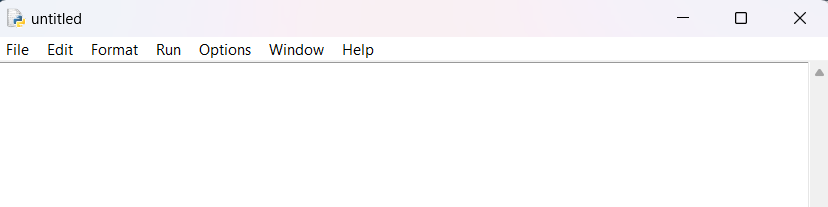 untitled
File Edit Format Run Options Window Help